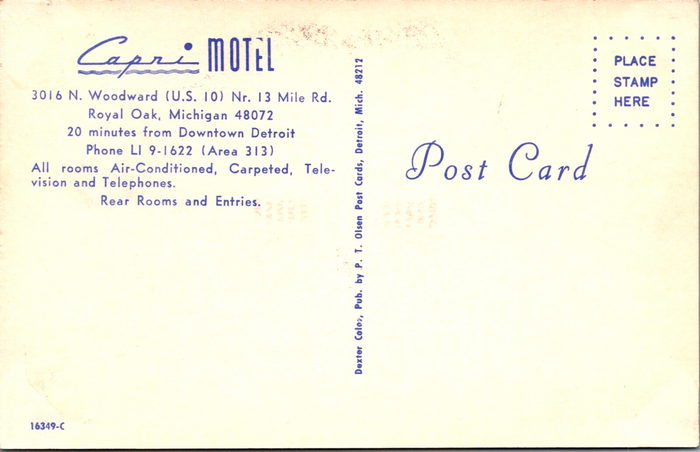 Capri MOTEL
3016 N. Woodward (U.S. 10) Nr. 13 Mile Rd.
Royal Oak, Michigan 48072
20 minutes from Downtown Detroit
Phone LI 9-1622 (Area 313)
All rooms Air-Conditioned, Carpeted, Tele-
vision and Telephones.
Rear Rooms and Entries.
16349-C
Dexter Color, Pub. by P. T. Olsen Post Cards, Detroit, Mich. 48212
Post Card
PLACE
STAMP
HERE